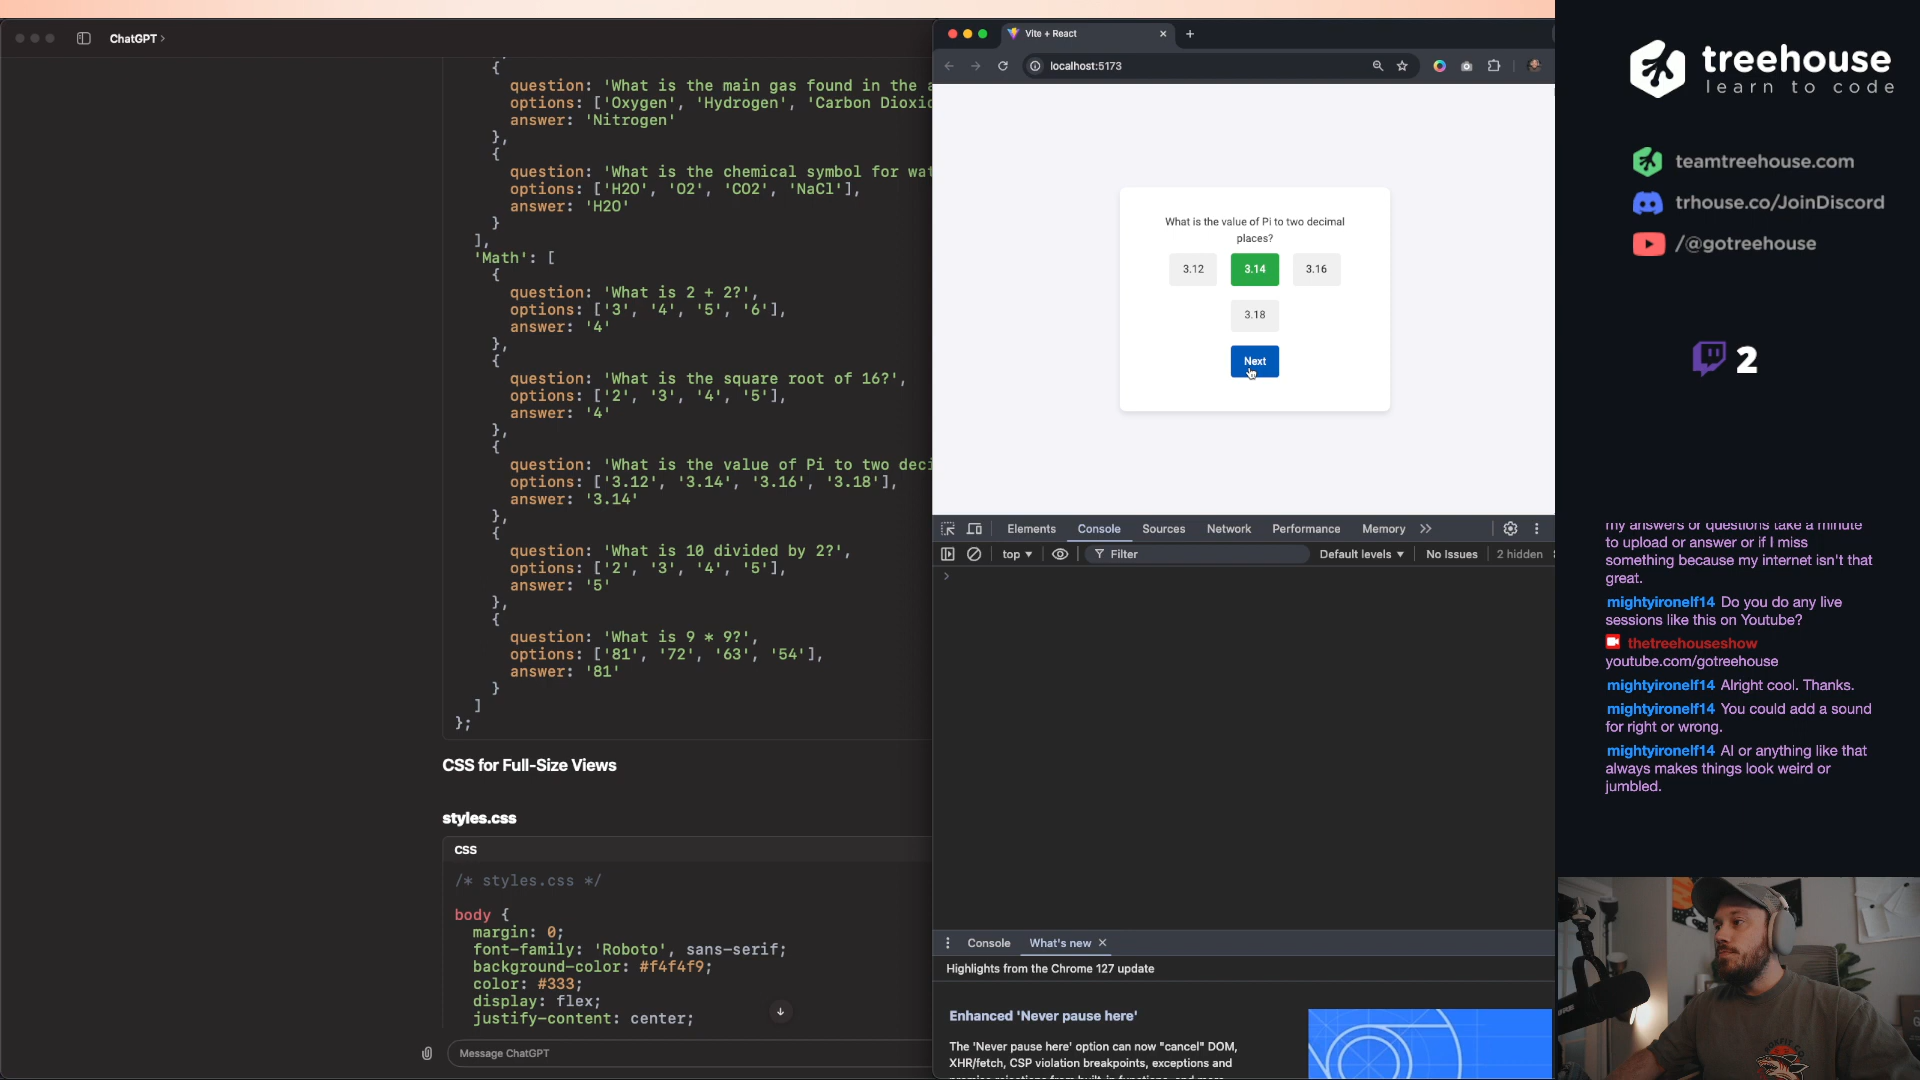 ChatGPT >
{
question: 'What is the main gas found in the a
options: ['Oxygen', 'Hydrogen', 'Carbon Dioxi
answer: 'Nitrogen'
},
{
question: 'What is the chemical symbol for wat
options: ['H2O', 'O2', 'CO2', 'NaCl'],
answer: 'H2O'
}
],
'Math': [
{
question: 'What is 2 + 2?',
options: ['3', '4', '5', '6'],
answer: '4'
},
{
question: 'What is the square root of 16?',
options: ['2', '3', '4', '5'],
answer: '4'
},
{
question: 'What is the value of Pi to two deci
options: ['3.12', '3.14', '3.16', '3.18'],
answer: '3.14'
},
{
question: 'What is 10 divided by 2?',
options: ['2', '3', '4', '5'],
answer: '5'
},
{
question: 'What is 9 * 9?',
options: ['81', '72', '63', '54'],
answer: '81'
}
]
};
CSS for Full-Size Views
styles.css
CSS
/* styles.css */
body {
margin: 0;
font-family: 'Roboto', sans-serif;
background-color: #f4f4f9;
color: #333;
display: flex;
justify-content: center;
Message ChatGPT
Vite + React
localhost:5173
What is the value of Pi to two decimal
places?
3.12
3.14
3.16
3.18
Next
Elements Console Sources Network Performance Memory
top Filter Default levels No Issues 2 hidden
Console What's new
Highlights from the Chrome 127 update
Enhanced 'Never pause here'
The 'Never pause here' option can now "cancel" DOM,
XHR/fetch, CSP violation breakpoints, exceptions and
treehouse
learn to code
teamtreehouse.com
trhouse.co/JoinDiscord
/@gotreehouse
2
my answers or questions take a minute
to upload or answer or if I miss
something because my internet isn't that
great.
mightyironelf14 Do you do any live
sessions like this on Youtube?
thetreehouseshow
youtube.com/gotreehouse
mightyironelf14 Alright cool. Thanks.
mightyironelf14 You could add a sound
for right or wrong.
mightyironelf14 AI or anything like that
always makes things look weird or
jumbled.